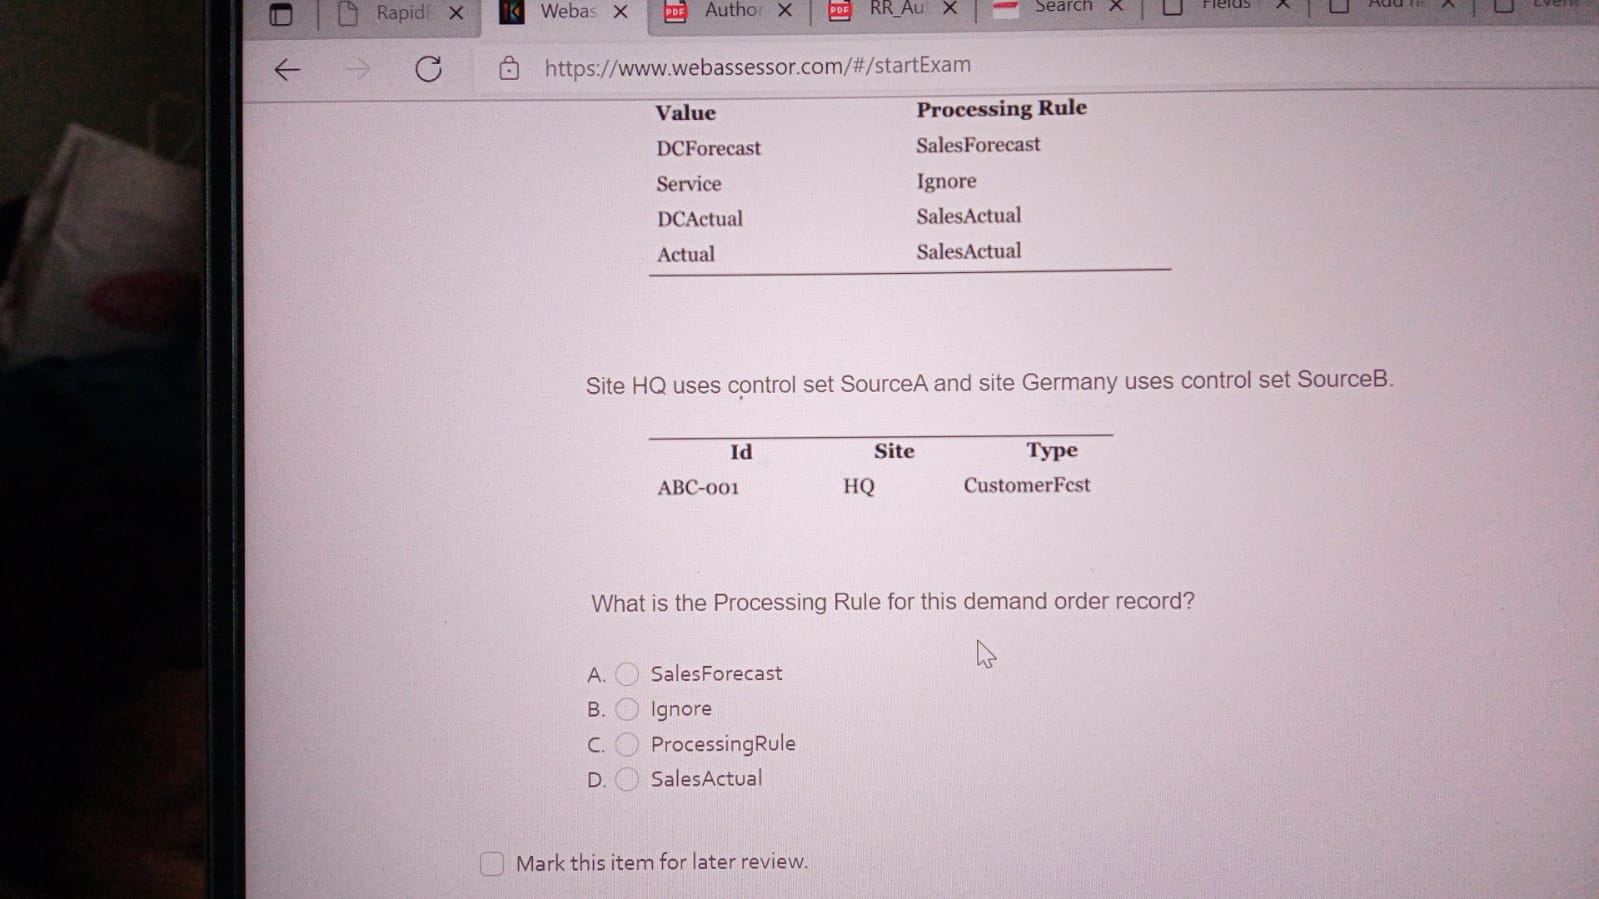 Rapid
Webas
PDF Autho
PDF RR_Au
Search
Fields
https://www.webassessor.com/#/startExam
Value Processing Rule
DCForecast SalesForecast
Service Ignore
DCActual SalesActual
Actual SalesActual
Site HQ uses control set SourceA and site Germany uses control set SourceB.
Id Site Type
ABC-001 HQ CustomerFcst
What is the Processing Rule for this demand order record?
A. SalesForecast
B. Ignore
C. ProcessingRule
D. SalesActual
Mark this item for later review.